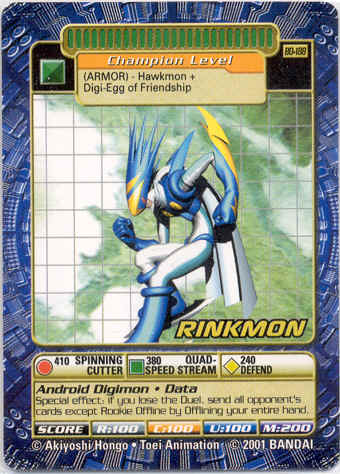 Champion Level
BO-188
(ARMOR) - Hawkmon +
Digi-Egg of Friendship
RINKMON
410 SPINNING CUTTER
380 QUAD-SPEED STREAM
240 DEFEND
Android Digimon • Data
Special effect: if you lose the Duel, send all opponent's
cards except Rookie Offline by Offlining your entire hand.
SCORE R:100 C:100 U:100 M:200
© Akiyoshi/Hongo • Toei Animation © 2001 BANDAI